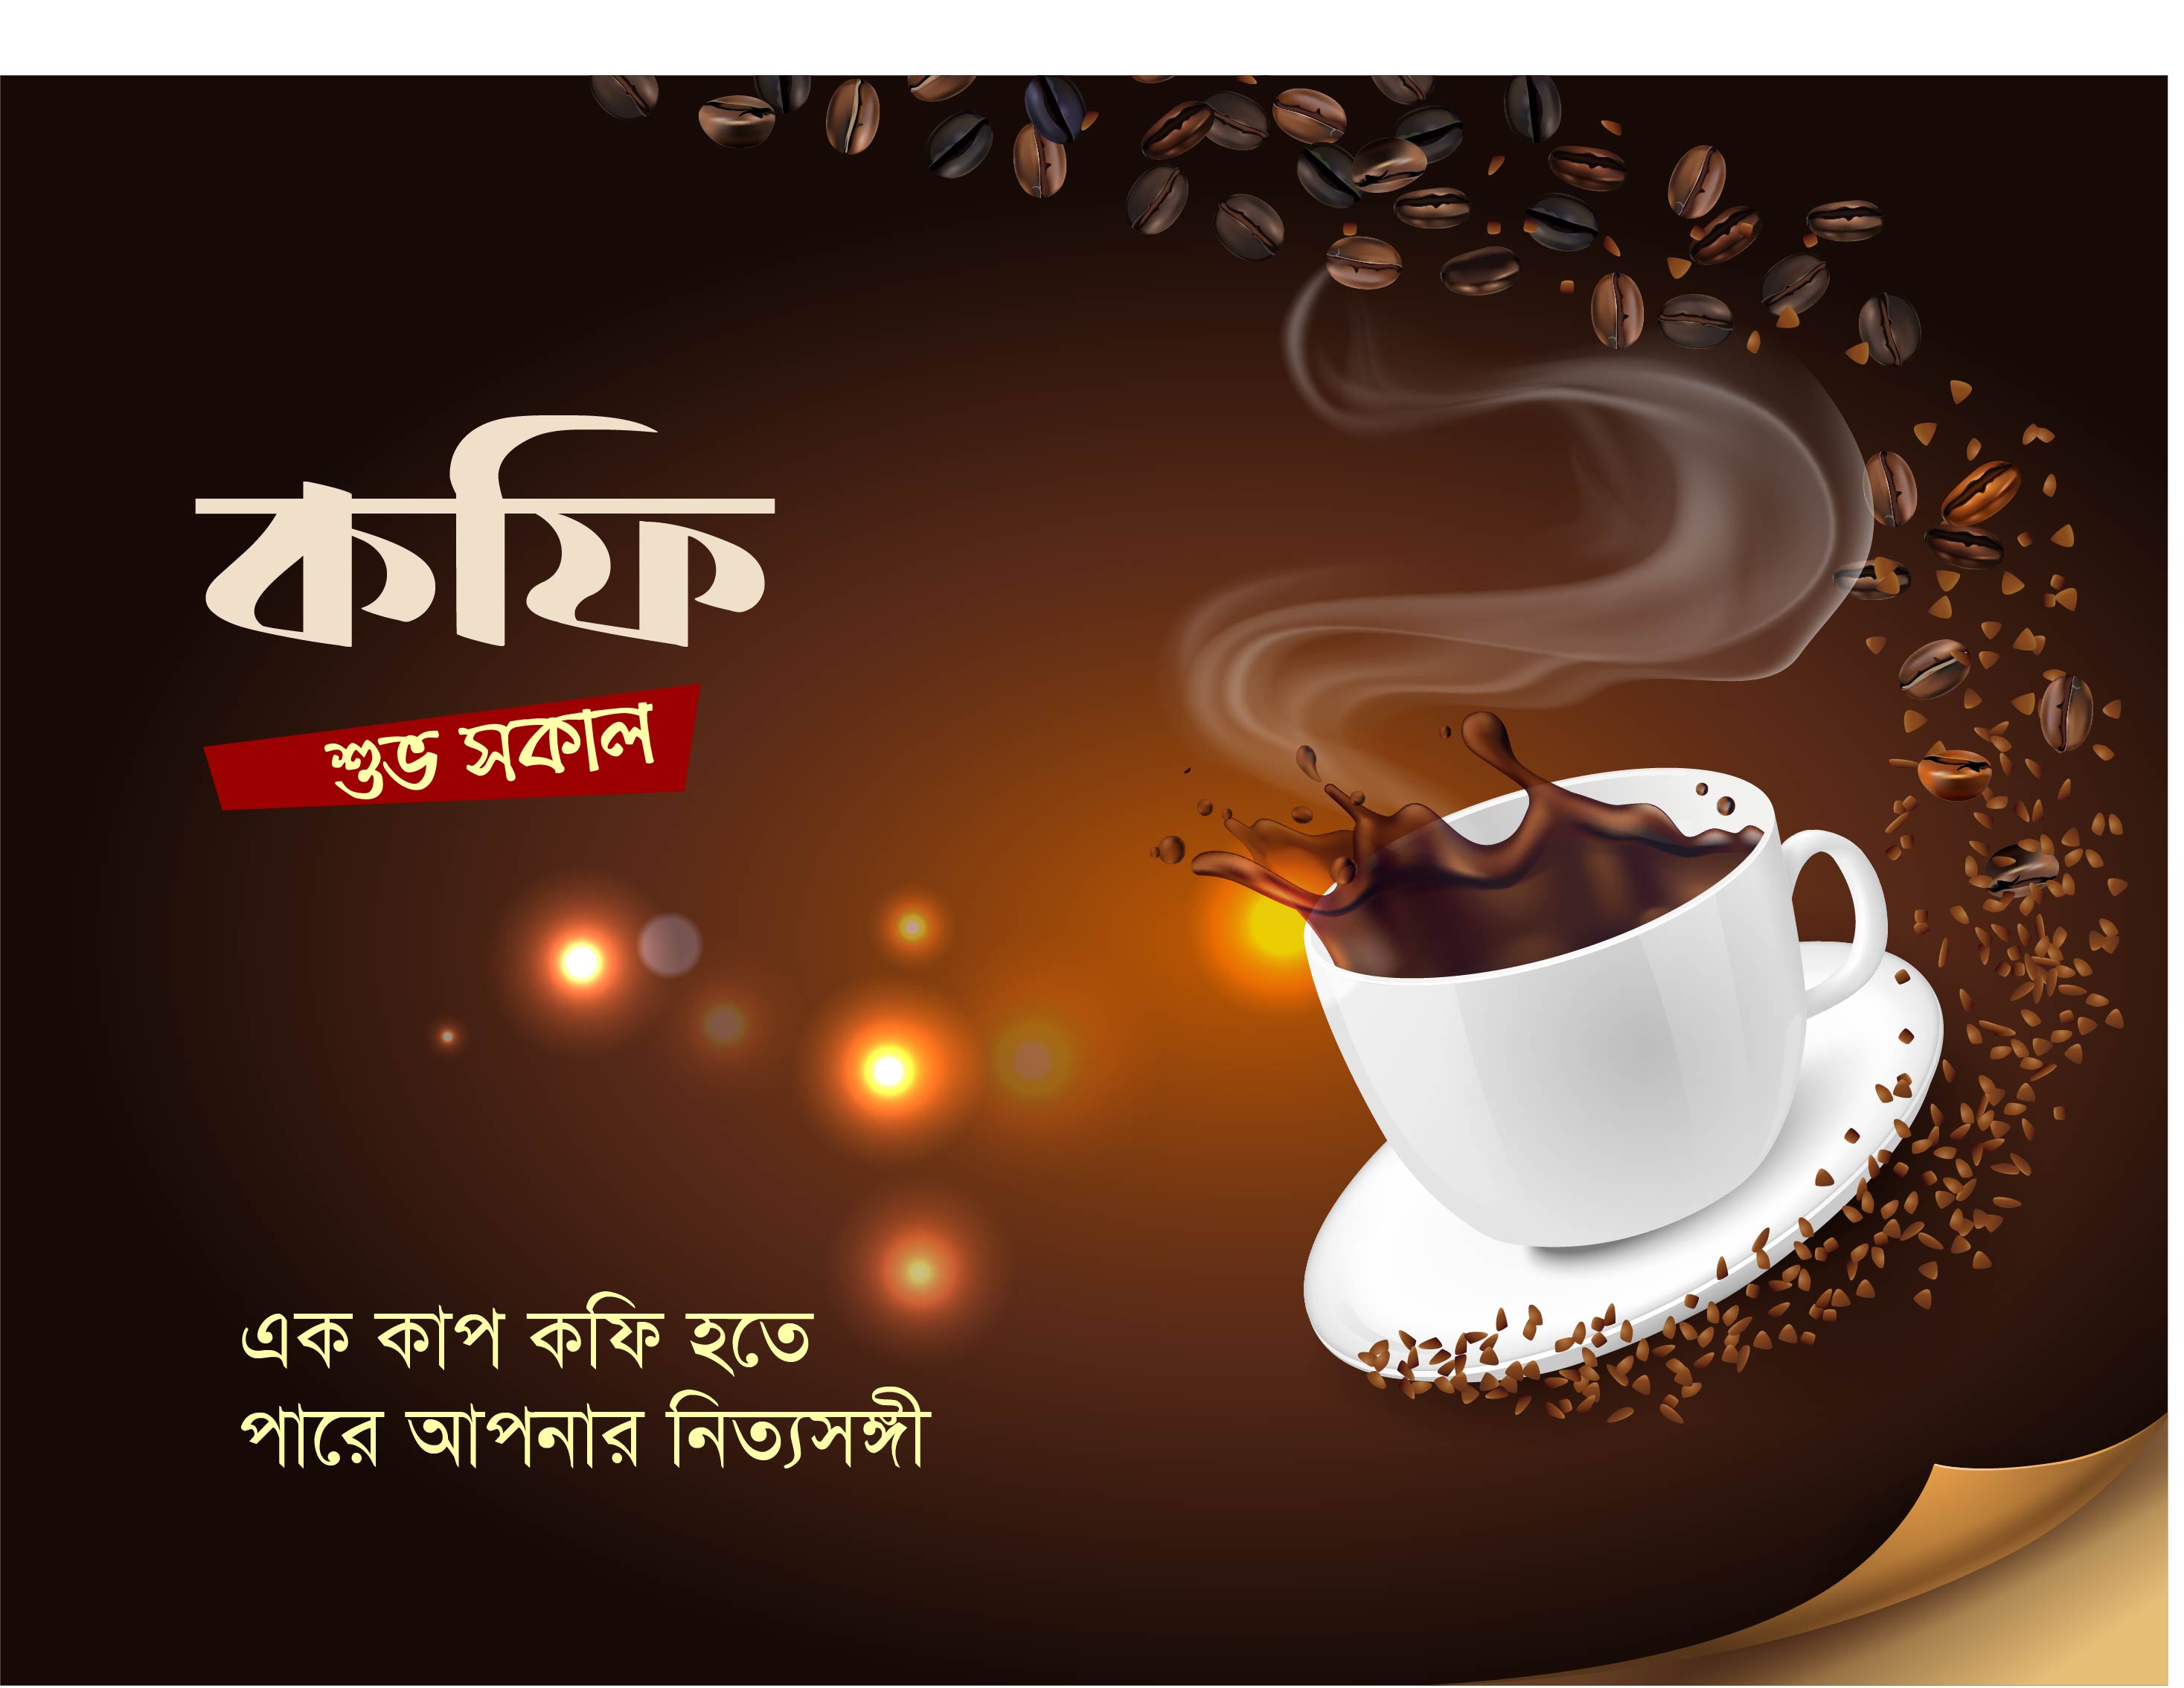 কফি
শুভ সকাল
এক কাপ কফি হতে
পারে আপনার নিত্যসঙ্গী